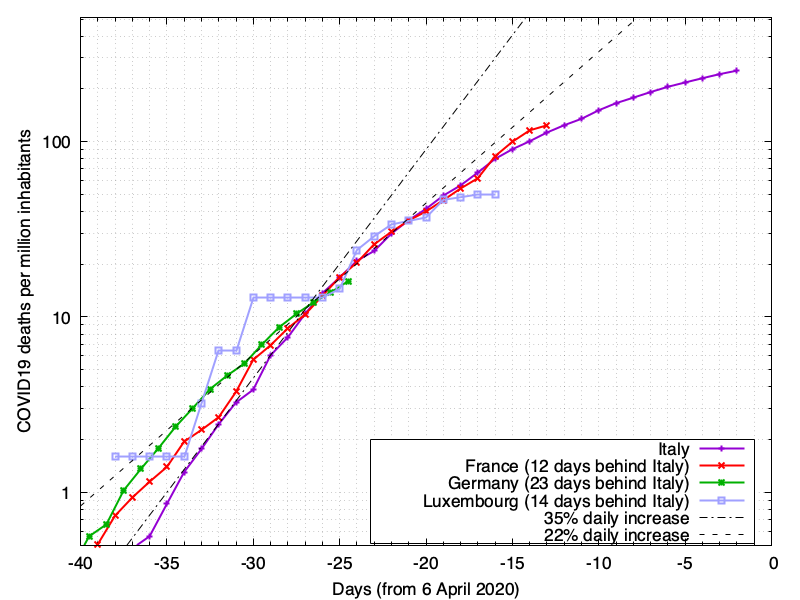 COVID19 deaths per million inhabitants
100
10
1
Italy
France (12 days behind Italy)
Germany (23 days behind Italy)
Luxembourg (14 days behind Italy)
35% daily increase
22% daily increase
-40 -35 -30 -25 -20 -15 -10 -5 0
Days (from 6 April 2020)